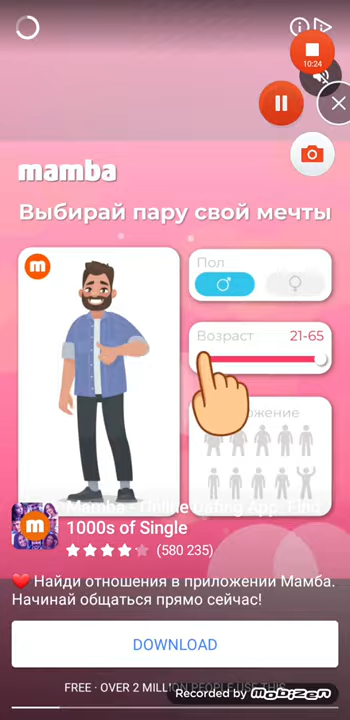 10:24
mamba
Выбирай пару свой мечты
m
Пол
Возраст 21-65
ожение
m
Mamba - Online Dating App: Find
1000s of Single
(580 235)
❤️ Найди отношения в приложении Мамба.
Начинай общаться прямо сейчас!
DOWNLOAD
FREE · OVER 2 MILLION PEOPLE USE THIS
Recorded by MOBIZEN